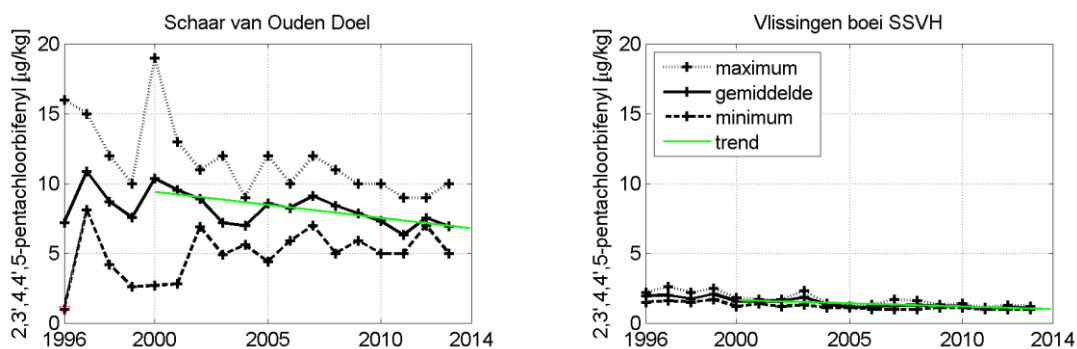 Schaar van Ouden Doel
2,3',4,4',5-pentachloorbifenyl [µg/kg]
20
15
10
5
0
1996
2000
2005
2010
2014
Vlissingen boei SSVH
2,3',4,4',5-pentachloorbifenyl [µg/kg]
20
15
10
5
0
maximum
gemiddelde
minimum
trend
1996
2000
2005
2010
2014